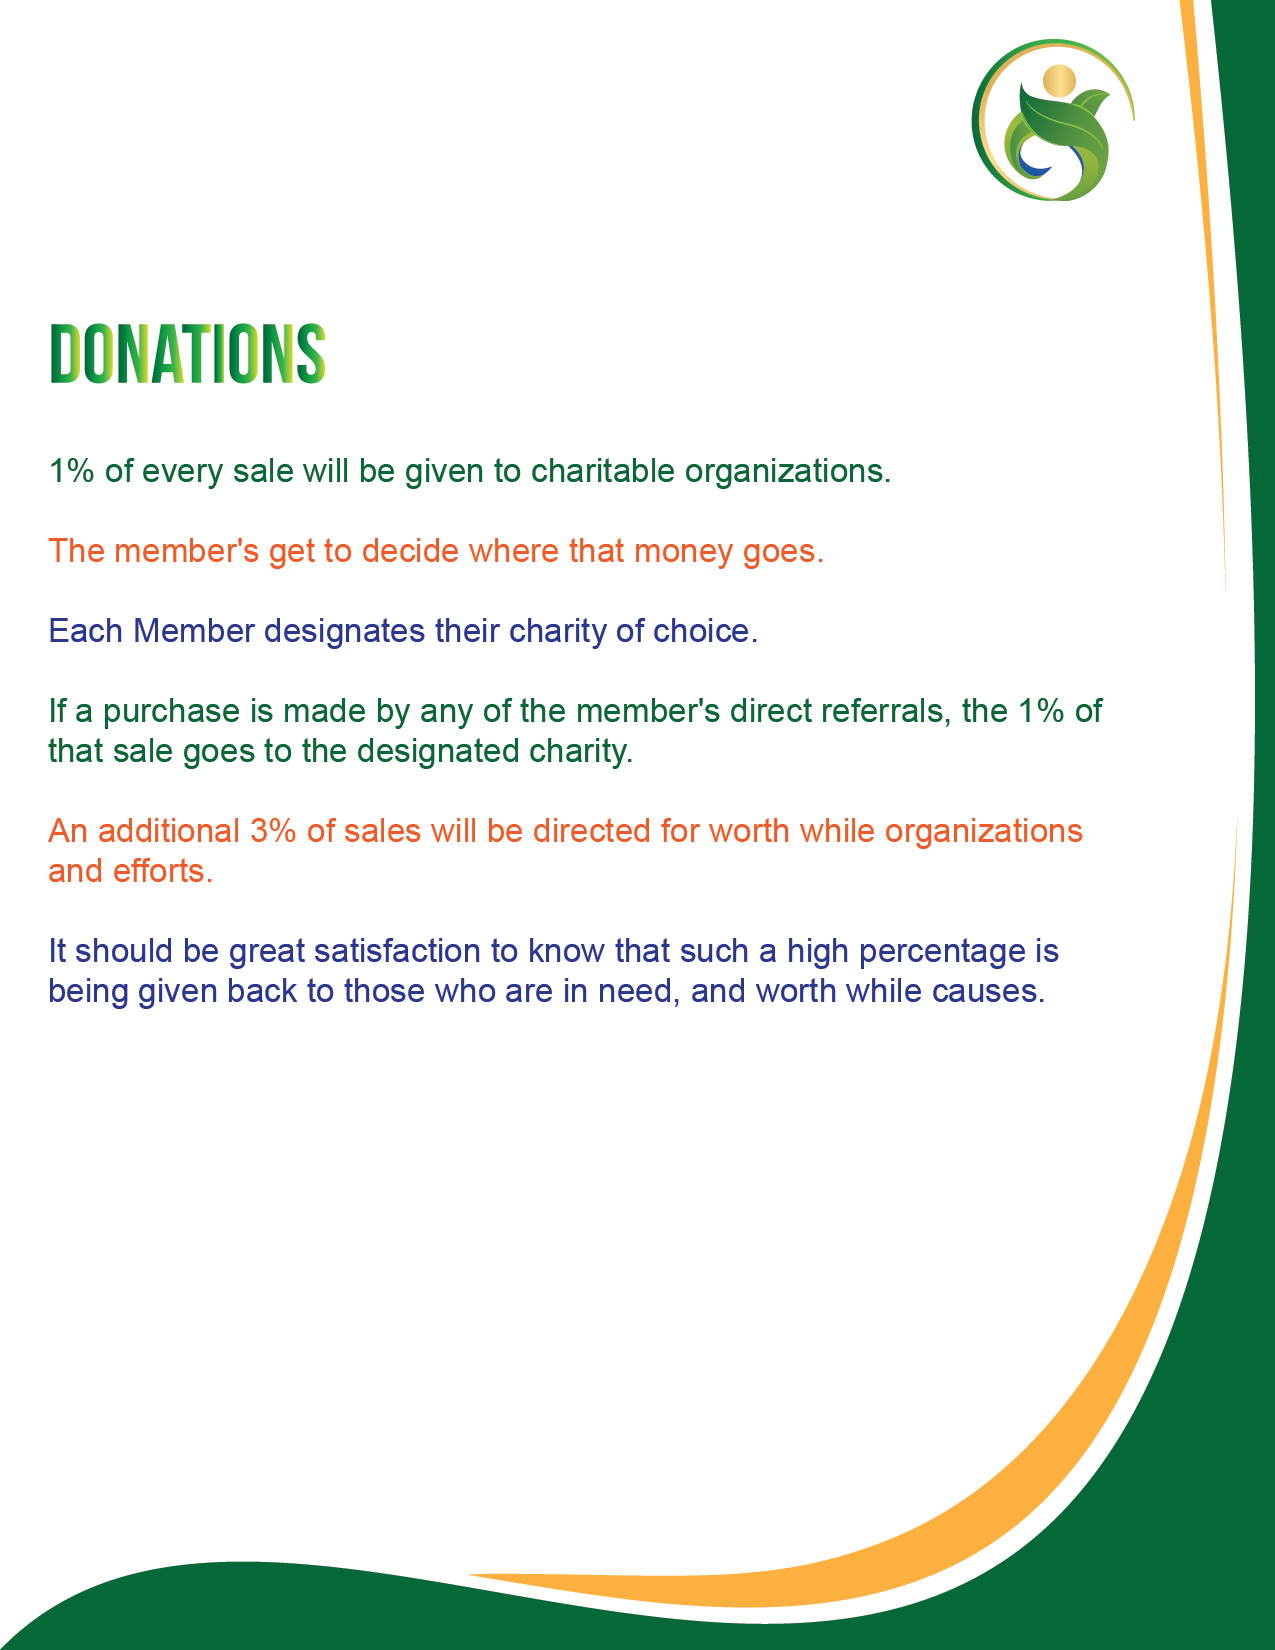 DONATIONS
1% of every sale will be given to charitable organizations.
The member's get to decide where that money goes.
Each Member designates their charity of choice.
If a purchase is made by any of the member's direct referrals, the 1% of
that sale goes to the designated charity.
An additional 3% of sales will be directed for worth while organizations
and efforts.
It should be great satisfaction to know that such a high percentage is
being given back to those who are in need, and worth while causes.